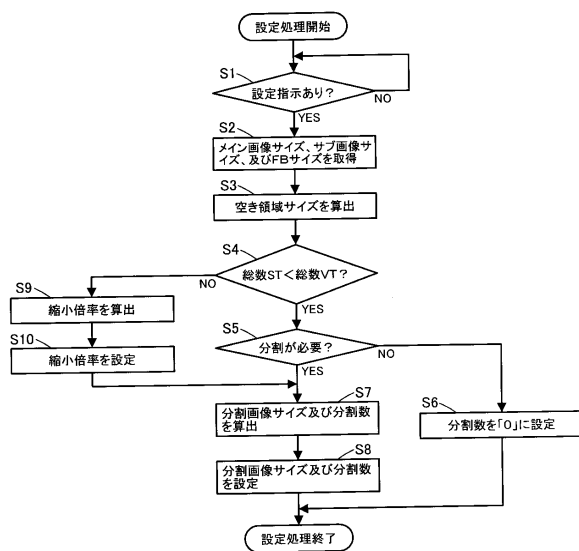 設定処理開始
S1
設定指示あり?
NO
YES
S2
メイン画像サイズ、サブ画像
サイズ、及びFBサイズを取得
S3
空き領域サイズを算出
S4
総数ST<総数VT?
NO
YES
S9
縮小倍率を算出
S10
縮小倍率を設定
S5
分割が必要?
NO
YES
S7
分割画像サイズ及び分割数
を算出
S6
分割数を「0」に設定
S8
分割画像サイズ及び分割数
を設定
設定処理終了